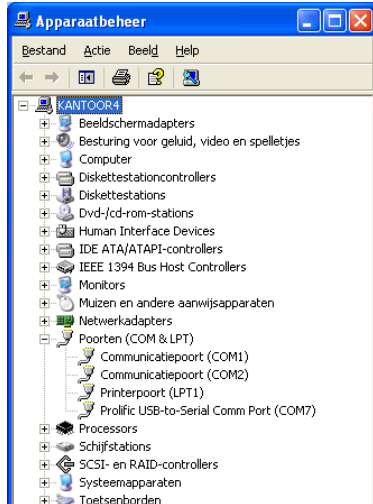 Apparaatbeheer
Bestand Actie Beeld Help
KANTOOR4
Beeldschermadapters
Besturing voor geluid, video en spelletjes
Computer
Diskettestationcontrollers
Diskettestations
Dvd-/cd-rom-stations
Human Interface Devices
IDE ATA/ATAPI-controllers
IEEE 1394 Bus Host Controllers
Monitors
Muizen en andere aanwijsapparaten
Netwerkadapters
Poorten (COM & LPT)
Communicatiepoort (COM1)
Communicatiepoort (COM2)
Printerpoort (LPT1)
Prolific USB-to-Serial Comm Port (COM7)
Processors
Schijfstations
SCSI- en RAID-controllers
Systeemapparaten
Toetsenborden